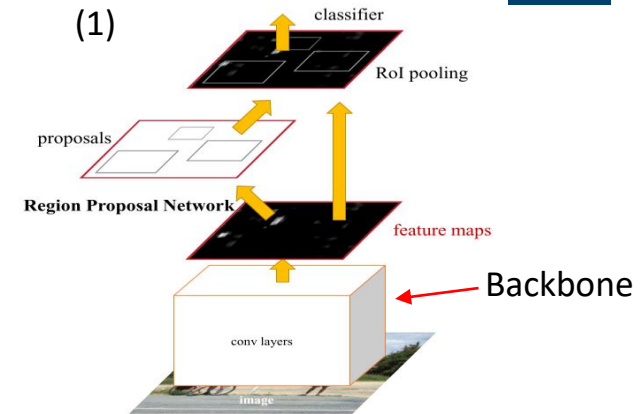 (1)
classifier
RoI pooling
proposals
Region Proposal Network
feature maps
Backbone
conv layers
image